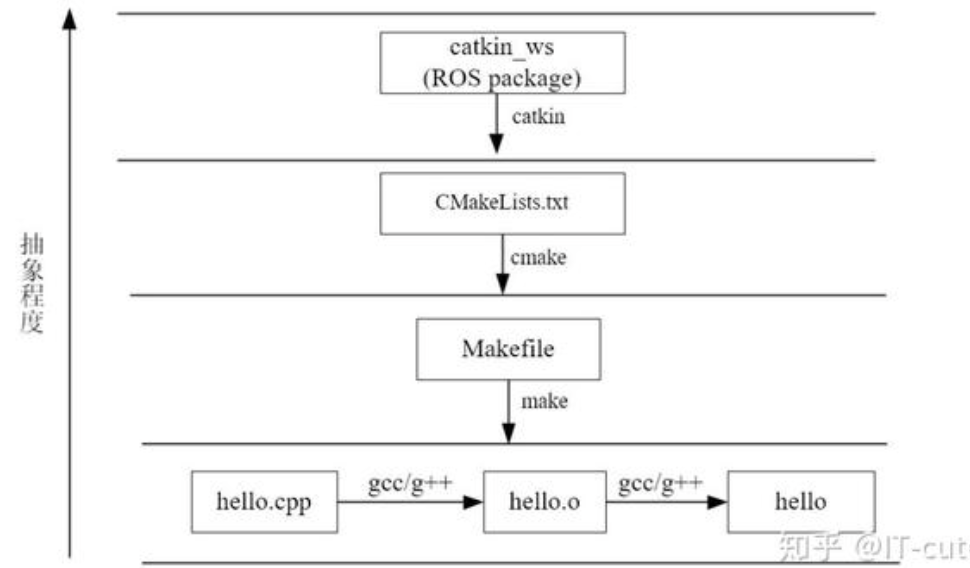 catkin_ws
(ROS package)
catkin
CMakeLists.txt
cmake
抽象程度
Makefile
make
hello.cpp
gcc/g++
hello.o
gcc/g++
hello
知乎 @IT-cut